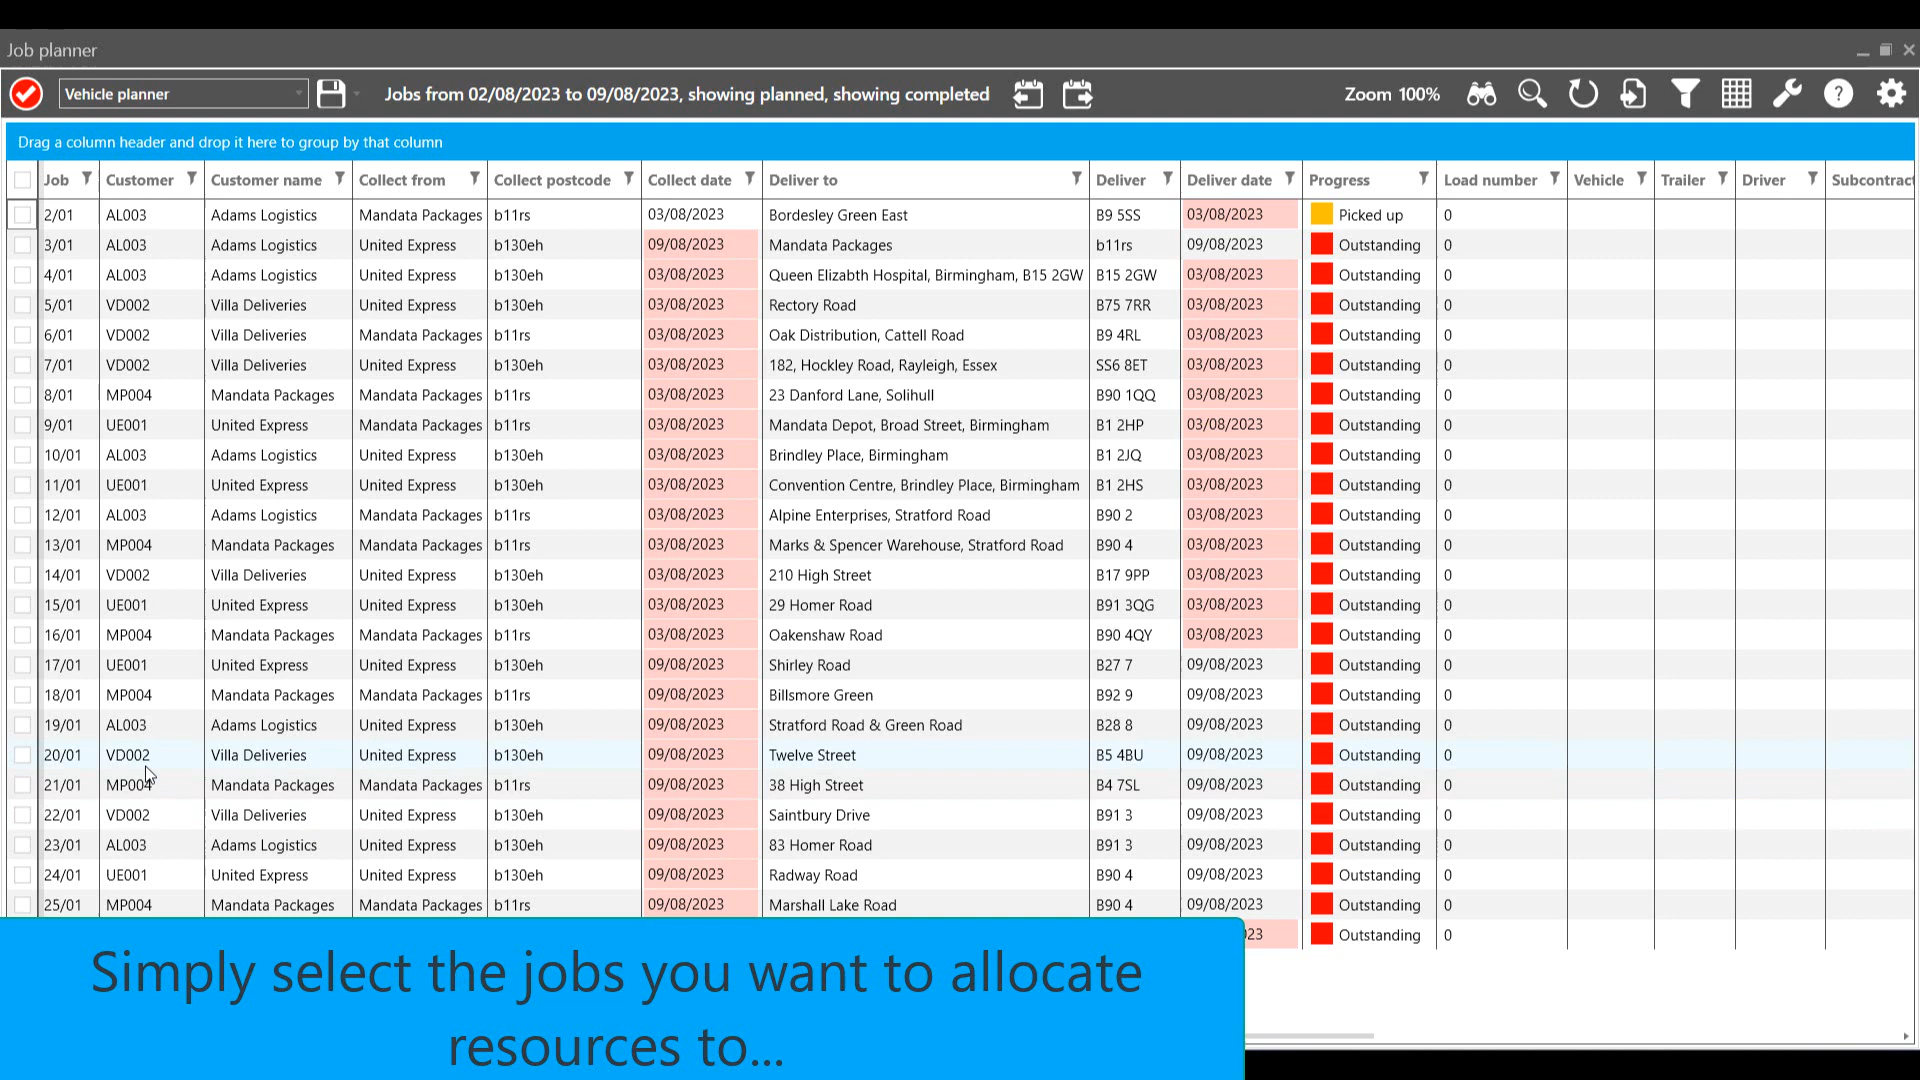 Job planner
Vehicle planner Jobs from 02/08/2023 to 09/08/2023, showing planned, showing completed Zoom 100% ?
Drag a column header and drop it here to group by that column
Job Customer Customer name Collect from Collect postcode Collect date Deliver to Deliver Deliver date Progress Load number Vehicle Trailer Driver Subcontract
2/01 AL003 Adams Logistics Mandata Packages b11rs 03/08/2023 Bordesley Green East B9 5SS 03/08/2023 Picked up 0
3/01 AL003 Adams Logistics United Express b130eh 09/08/2023 Mandata Packages b11rs 09/08/2023 Outstanding 0
4/01 AL003 Adams Logistics United Express b130eh 03/08/2023 Queen Elizabth Hospital, Birmingham, B15 2GW B15 2GW 03/08/2023 Outstanding 0
5/01 VD002 Villa Deliveries United Express b130eh 03/08/2023 Rectory Road B75 7RR 03/08/2023 Outstanding 0
6/01 VD002 Villa Deliveries Mandata Packages b11rs 03/08/2023 Oak Distribution, Cattell Road B9 4RL 03/08/2023 Outstanding 0
7/01 VD002 Villa Deliveries United Express b130eh 03/08/2023 182, Hockley Road, Rayleigh, Essex SS6 8ET 03/08/2023 Outstanding 0
8/01 MP004 Mandata Packages Mandata Packages b11rs 03/08/2023 23 Danford Lane, Solihull B90 1QQ 03/08/2023 Outstanding 0
9/01 UE001 United Express Mandata Packages b11rs 03/08/2023 Mandata Depot, Broad Street, Birmingham B1 2HP 03/08/2023 Outstanding 0
10/01 AL003 Adams Logistics United Express b130eh 03/08/2023 Brindley Place, Birmingham B1 2JQ 03/08/2023 Outstanding 0
11/01 UE001 United Express United Express b130eh 03/08/2023 Convention Centre, Brindley Place, Birmingham B1 2HS 03/08/2023 Outstanding 0
12/01 AL003 Adams Logistics Mandata Packages b11rs 03/08/2023 Alpine Enterprises, Stratford Road B90 2 03/08/2023 Outstanding 0
13/01 MP004 Mandata Packages Mandata Packages b11rs 03/08/2023 Marks & Spencer Warehouse, Stratford Road B90 4 03/08/2023 Outstanding 0
14/01 VD002 Villa Deliveries United Express b130eh 03/08/2023 210 High Street B17 9PP 03/08/2023 Outstanding 0
15/01 UE001 United Express United Express b130eh 03/08/2023 29 Homer Road B91 3QG 03/08/2023 Outstanding 0
16/01 MP004 Mandata Packages Mandata Packages b11rs 03/08/2023 Oakenshaw Road B90 4QY 03/08/2023 Outstanding 0
17/01 UE001 United Express United Express b130eh 09/08/2023 Shirley Road B27 7 09/08/2023 Outstanding 0
18/01 MP004 Mandata Packages Mandata Packages b11rs 09/08/2023 Billsmore Green B92 9 09/08/2023 Outstanding 0
19/01 AL003 Adams Logistics United Express b130eh 09/08/2023 Stratford Road & Green Road B28 8 09/08/2023 Outstanding 0
20/01 VD002 Villa Deliveries United Express b130eh 09/08/2023 Twelve Street B5 4BU 09/08/2023 Outstanding 0
21/01 MP004 Mandata Packages Mandata Packages b11rs 09/08/2023 38 High Street B4 7SL 09/08/2023 Outstanding 0
22/01 VD002 Villa Deliveries United Express b130eh 09/08/2023 Saintbury Drive B91 3 09/08/2023 Outstanding 0
23/01 AL003 Adams Logistics United Express b130eh 09/08/2023 83 Homer Road B91 3 09/08/2023 Outstanding 0
24/01 UE001 United Express United Express b130eh 09/08/2023 Radway Road B90 4 09/08/2023 Outstanding 0
25/01 MP004 Mandata Packages Mandata Packages b11rs 09/08/2023 Marshall Lake Road B90 4 09/08/2023 Outstanding 0
23 Outstanding 0
Simply select the jobs you want to allocate
resources to...